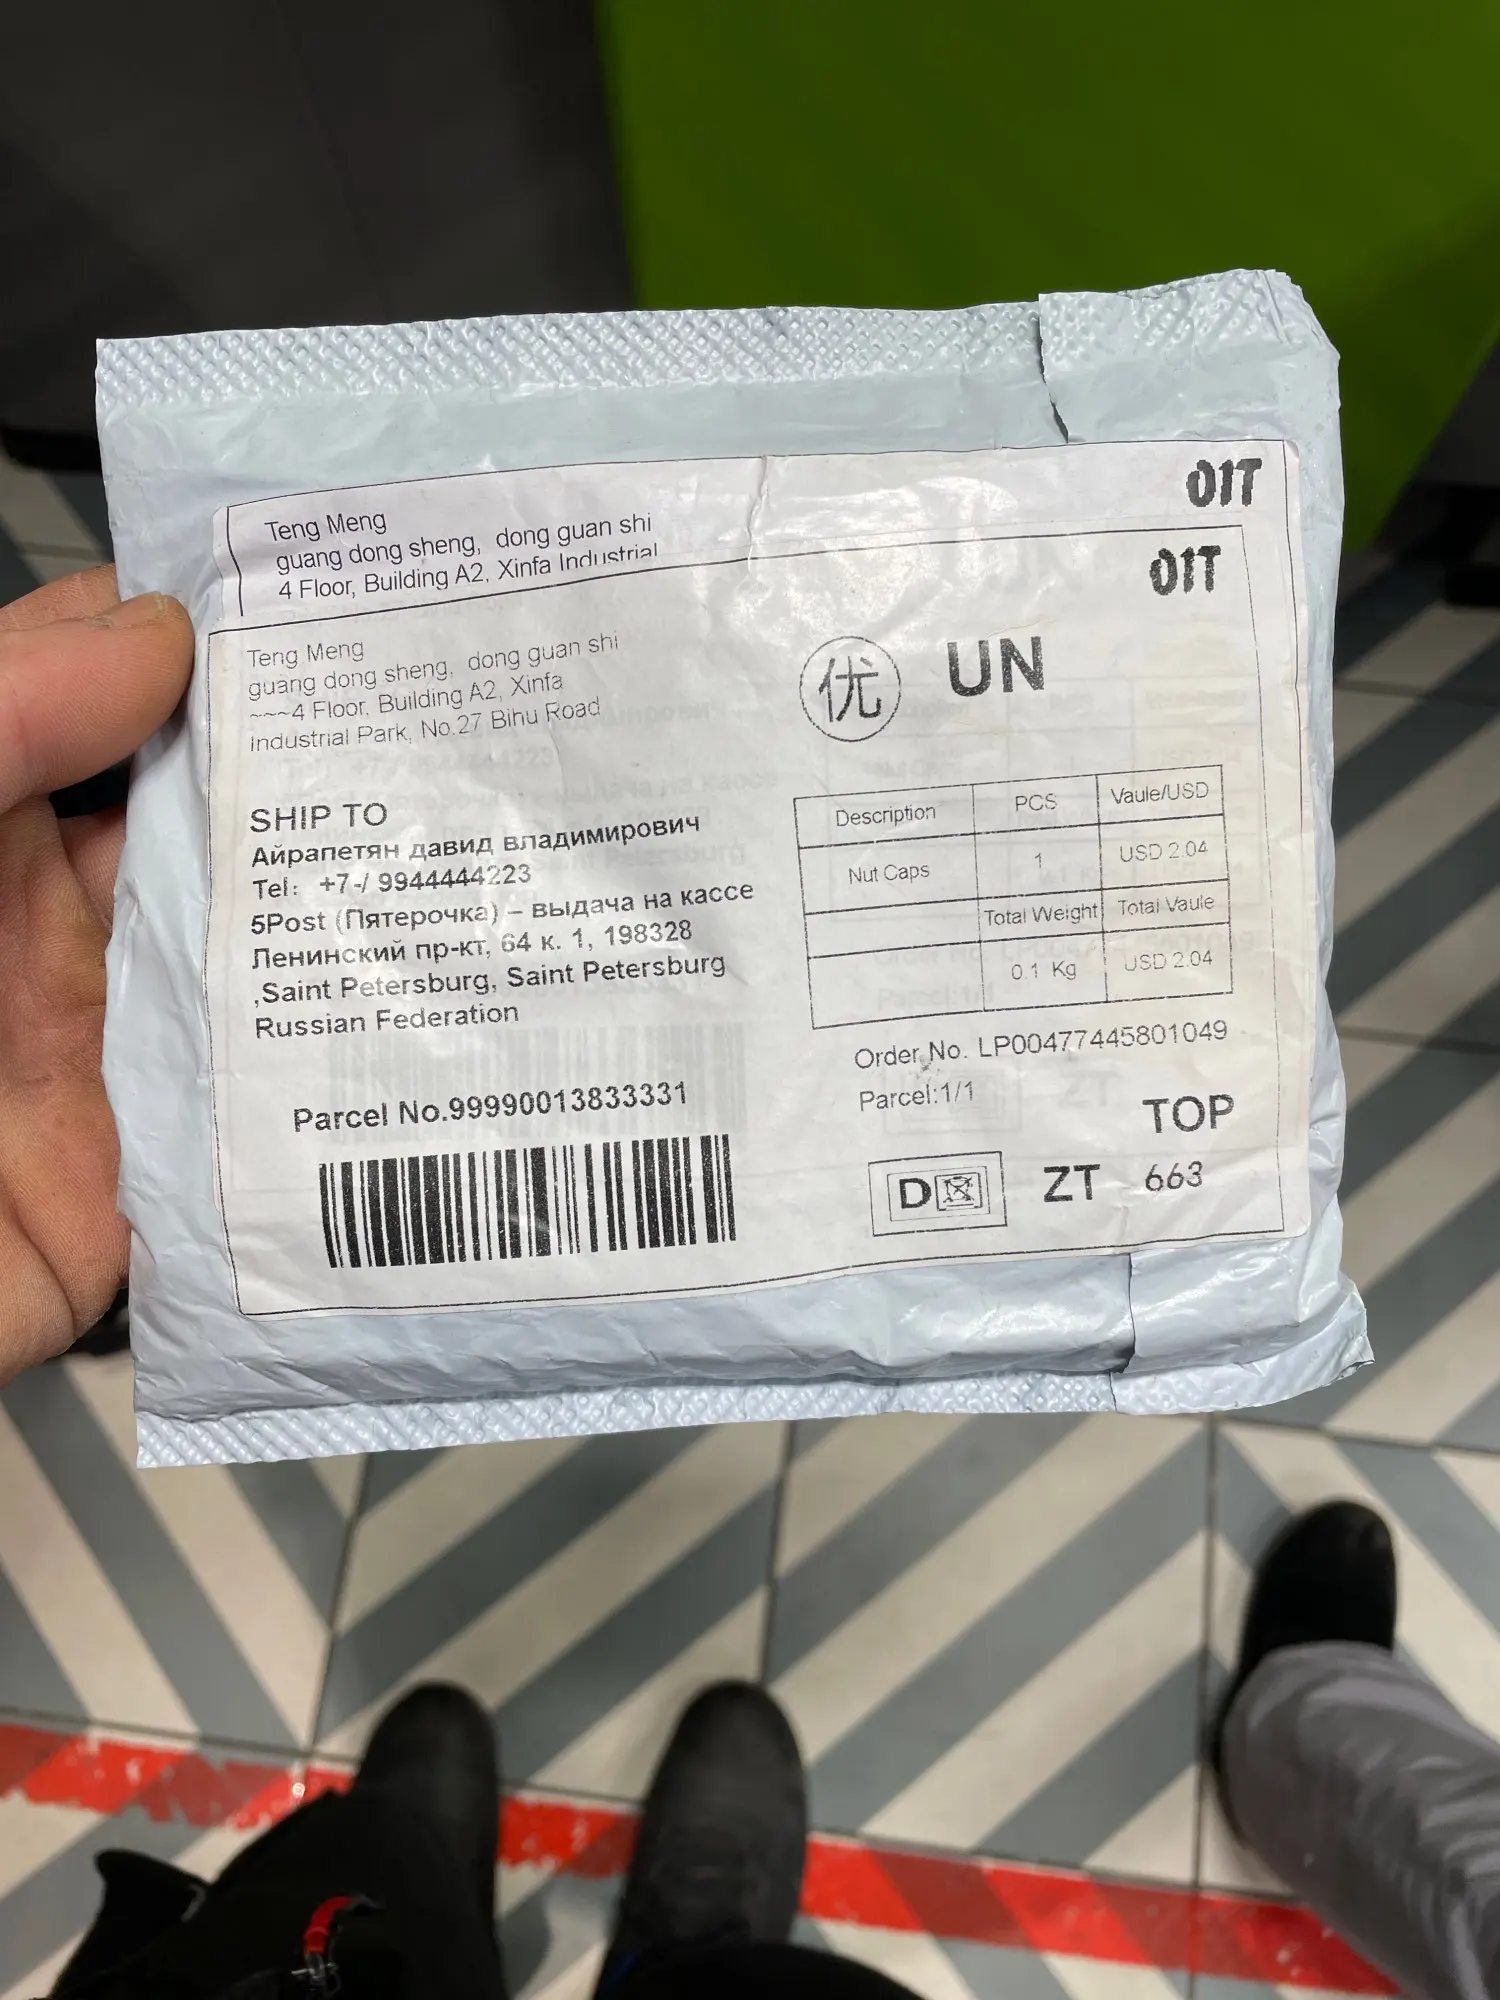 Teng Meng
guang dong sheng, dong guan shi
4 Floor, Building A2, Xinfa Industrial
01T
01T
Teng Meng
guang dong sheng, dong guan shi
~~~4 Floor, Building A2, Xinfa
Industrial Park, No.27 Bihu Road
优 UN
SHIP TO
Айрапетян давид владимирович
Tel: +7-/ 9944444223
5Post (Пятерочка) – выдача на кассе
Ленинский пр-кт, 64 к. 1, 198328
,Saint Petersburg, Saint Petersburg
Russian Federation
Description PCS Vaule/USD
Nut Caps 1 USD 2.04
Total Weight Total Vaule
0.1 Kg USD 2.04
Order No. LP00477445801049
Parcel:1/1
Parcel No.99990013833331
TOP
D ZT 663